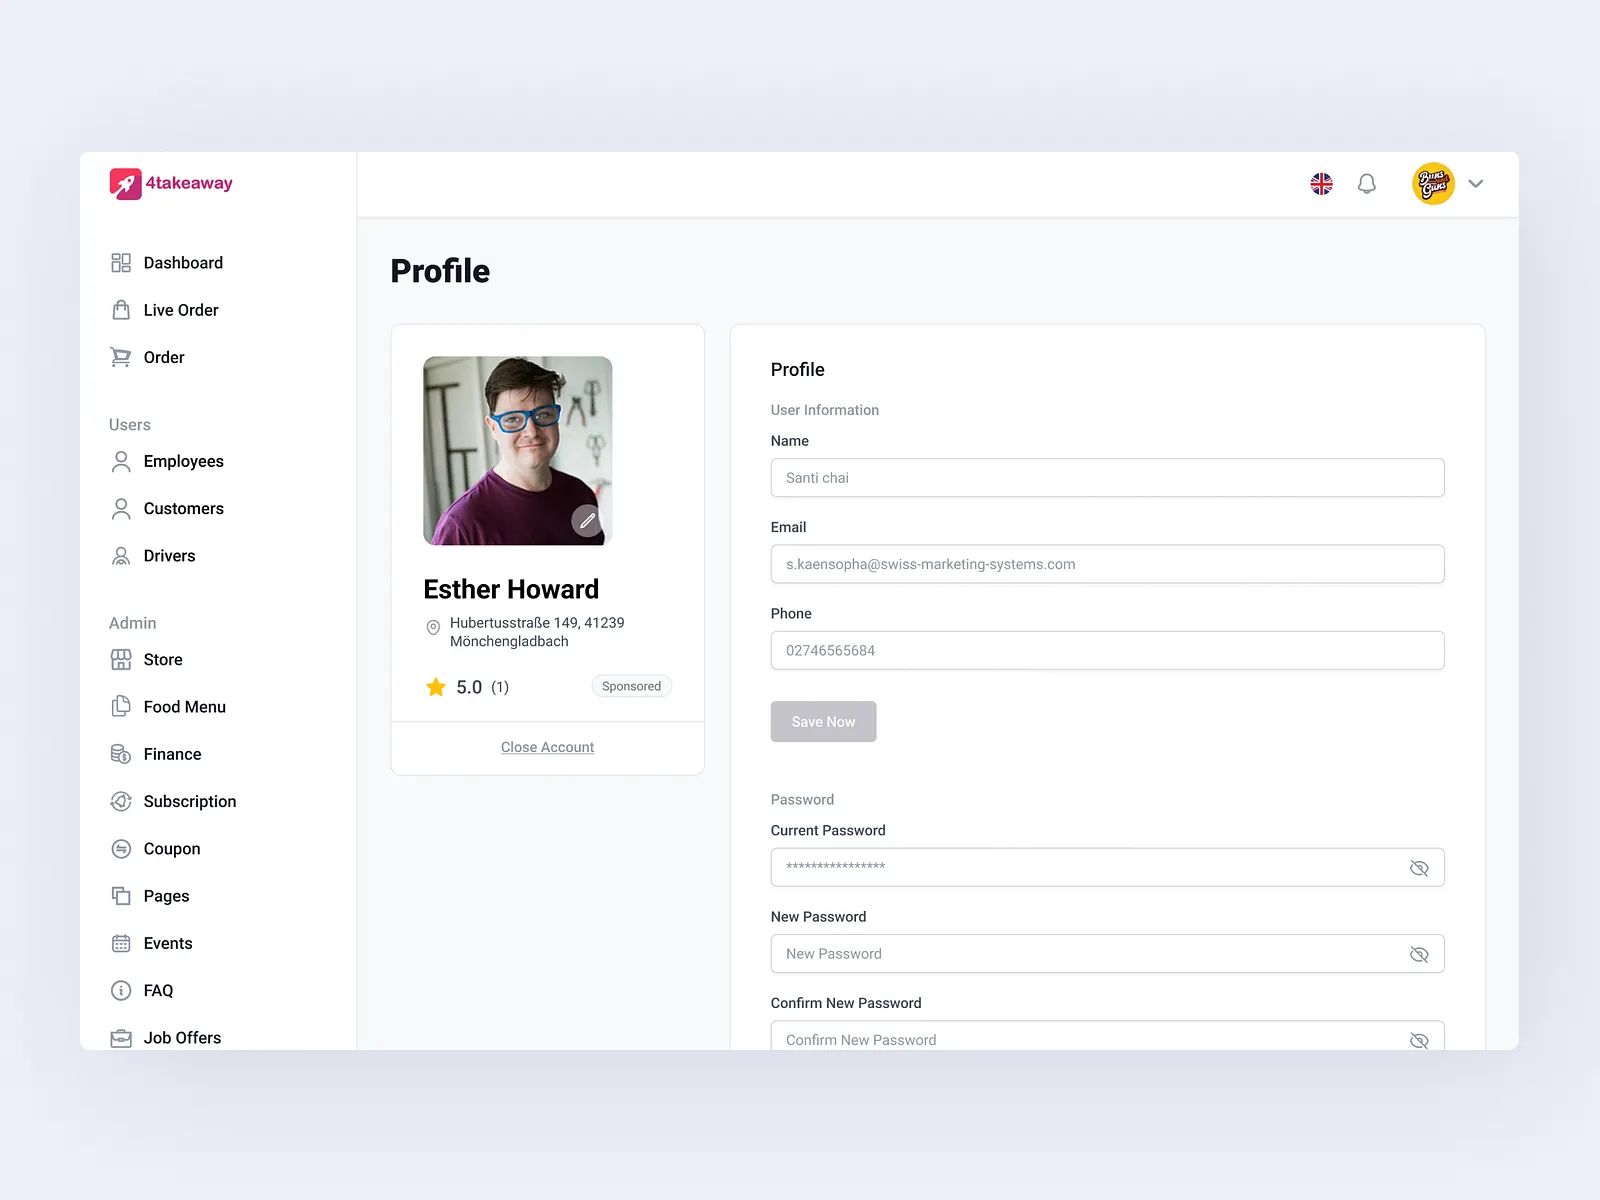 4takeaway
Buns
Guns
Dashboard
Live Order
Order
Users
Employees
Customers
Drivers
Admin
Store
Food Menu
Finance
Subscription
Coupon
Pages
Events
FAQ
Job Offers
Profile
Esther Howard
Hubertusstraße 149, 41239
Mönchengladbach
5.0 (1)
Sponsored
Close Account
Profile
User Information
Name
Santi chai
Email
s.kaensopha@swiss-marketing-systems.com
Phone
02746565684
Save Now
Password
Current Password
****************
New Password
New Password
Confirm New Password
Confirm New Password